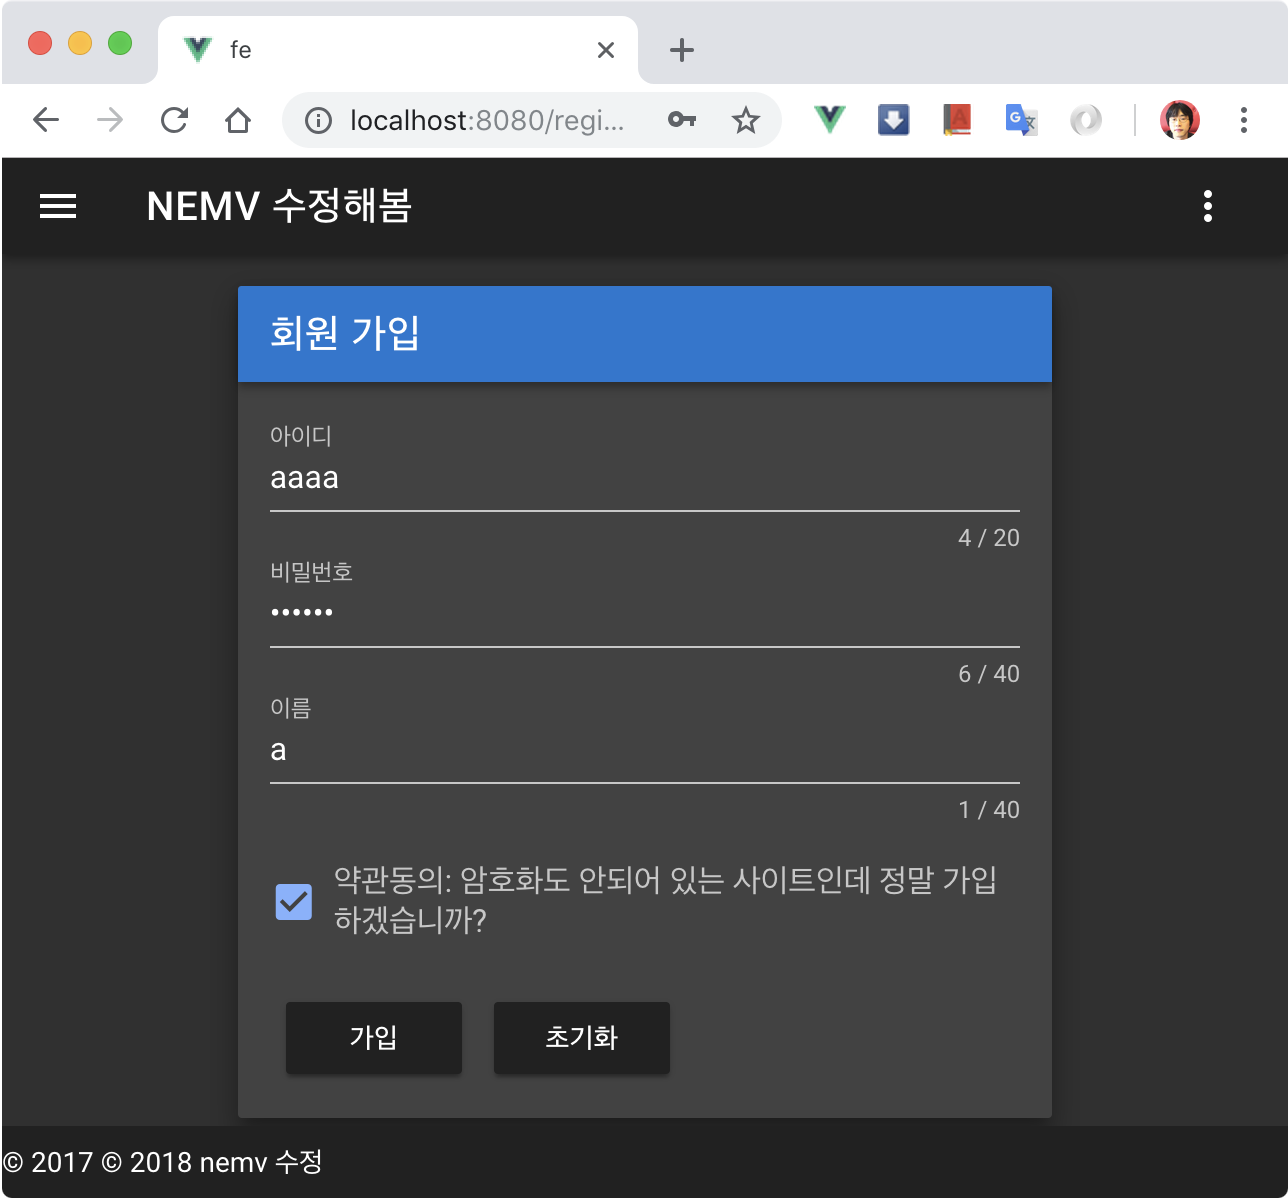 fe
localhost:8080/regi...
NEMV 수정해봄
회원 가입
아이디
aaaa
4 / 20
비밀번호
••••••
6 / 40
이름
a
1 / 40
약관동의: 암호화도 안되어 있는 사이트인데 정말 가입
하겠습니까?
가입
초기화
© 2017 © 2018 nemv 수정